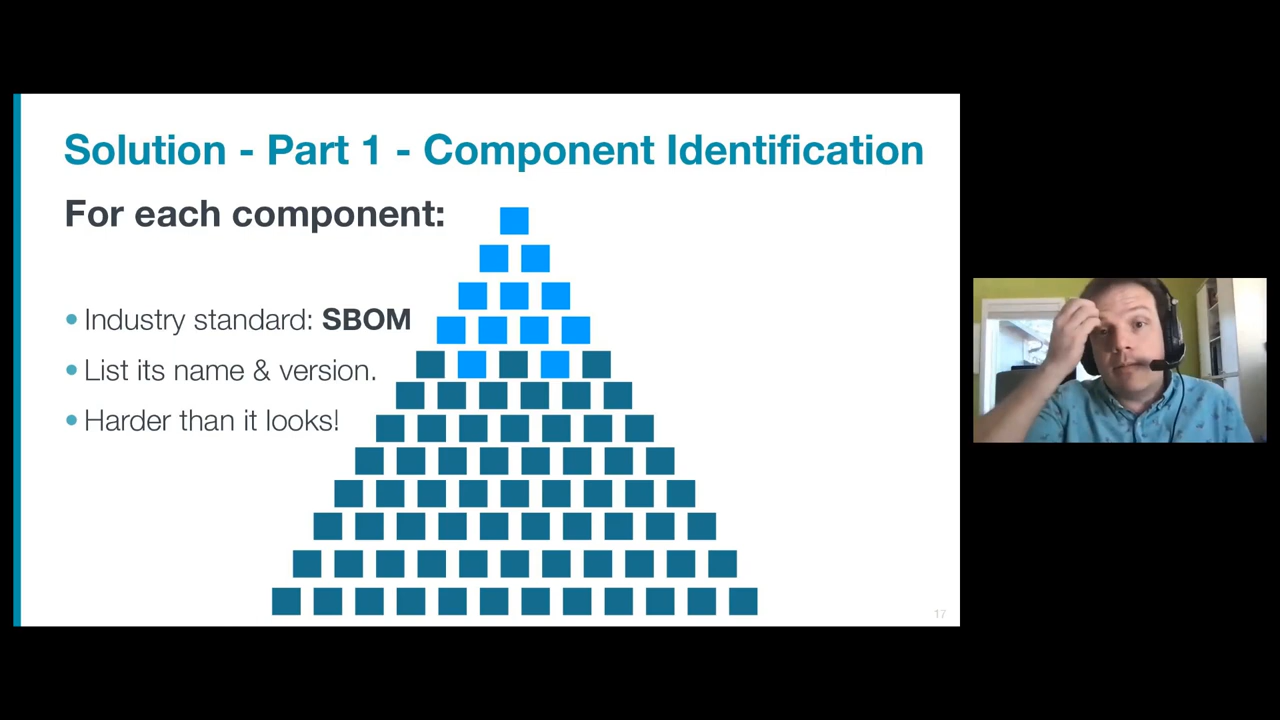 Solution - Part 1 - Component Identification
For each component:
• Industry standard: SBOM
• List its name & version.
• Harder than it looks!
17